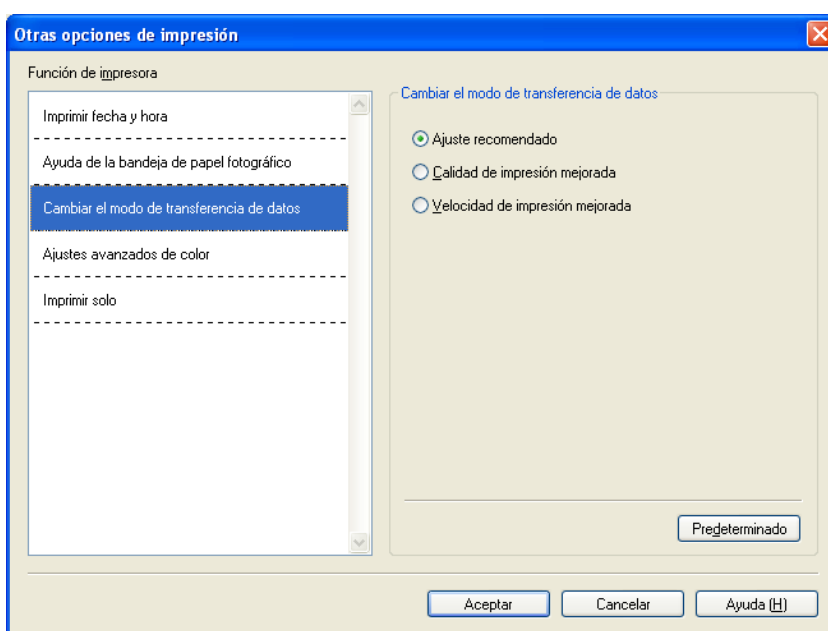 Otras opciones de impresión
Función de impresora
Imprimir fecha y hora
Ayuda de la bandeja de papel fotográfico
Cambiar el modo de transferencia de datos
Ajustes avanzados de color
Imprimir solo
Cambiar el modo de transferencia de datos
Ajuste recomendado
Calidad de impresión mejorada
Velocidad de impresión mejorada
Predeterminado
Aceptar
Cancelar
Ayuda (H)